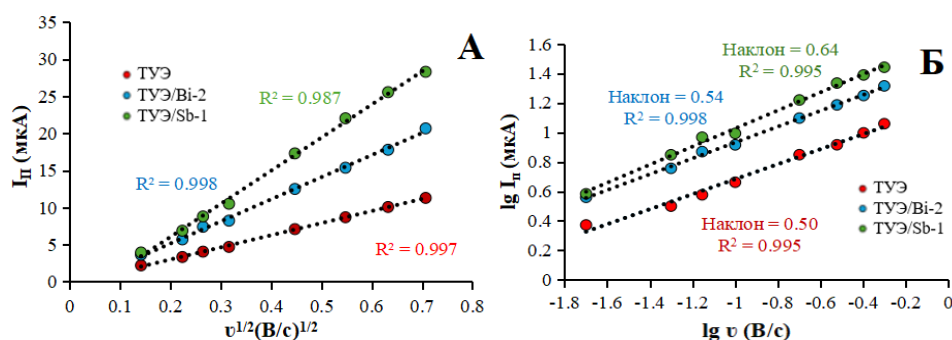 А
I_П (мкА)
35
30
25
20
15
10
5
0
ТУЭ
ТУЭ/Bi-2
ТУЭ/Sb-1
R² = 0.987
R² = 0.998
R² = 0.997
0 0.1 0.2 0.3 0.4 0.5 0.6 0.7 0.8
υ^1/2(В/с)^1/2
Б
lg I_п (мкА)
1.6
1.4
1.2
1
0.8
0.6
0.4
0.2
0
Наклон = 0.64
R² = 0.995
Наклон = 0.54
R² = 0.998
Наклон = 0.50
R² = 0.995
ТУЭ
ТУЭ/Bi-2
ТУЭ/Sb-1
-1.8 -1.6 -1.4 -1.2 -1 -0.8 -0.6 -0.4 -0.2 0.0
lg υ (В/с)